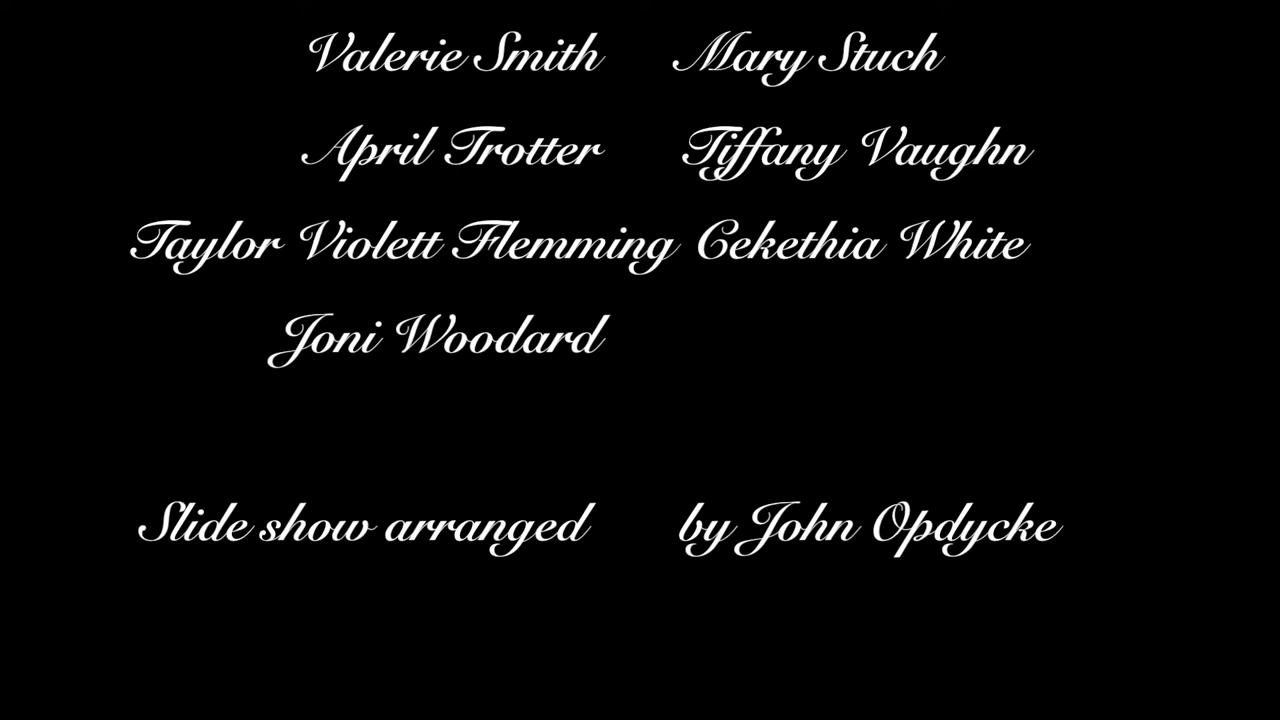 Valerie Smith Mary Stuch
April Trotter Tiffany Vaughn
Taylor Violett Flemming Cekethia White
Joni Woodard
Slide show arranged by John Opdycke